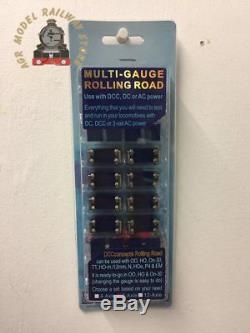 AGR MODEL RAILWAY STORE
MULTI-GAUGE
ROLLING ROAD
Use with DCC, DC or AC power
Everything that you will need to test
and run in your locomotives with
DC, DCC or 3-rail AC power
DCCconcepts Rolling Road
can be used with OO, HO, On-30,
TT, HO-m /12mm, N, HOe, P4 & EM
It is ready-to-go in OO, HO & On-30
(changing the gauge is easy to do)
Choose a set based on your need